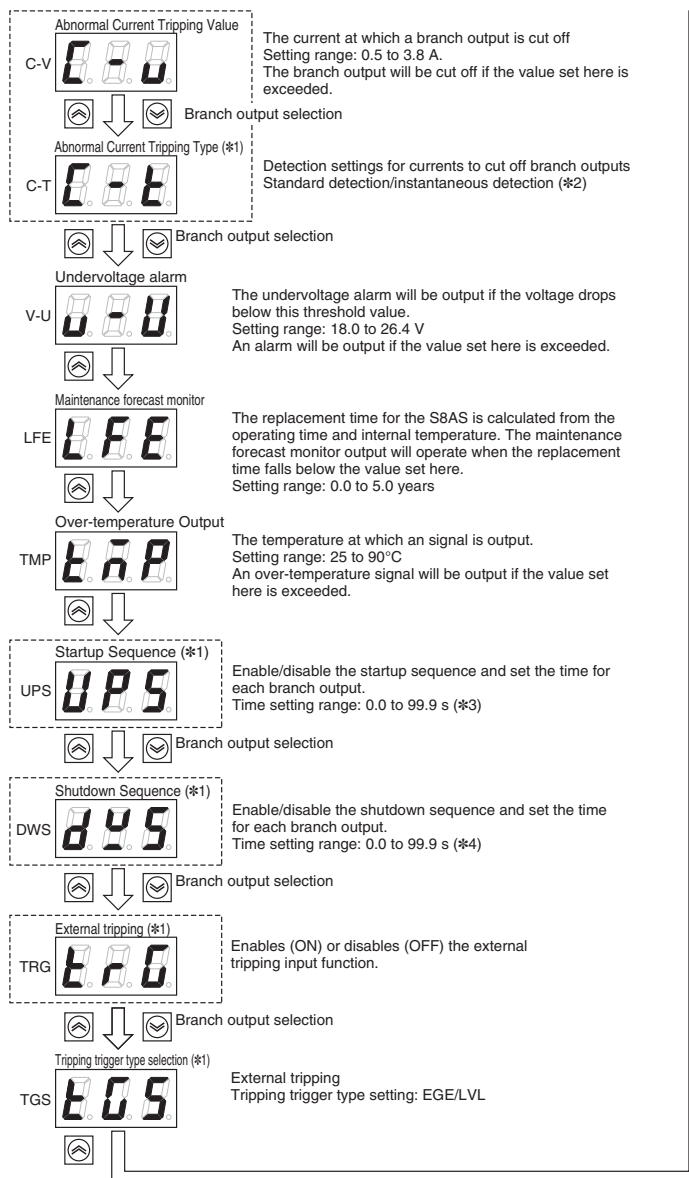 Abnormal Current Tripping Value
C-V
The current at which a branch output is cut off
Setting range: 0.5 to 3.8 A.
The branch output will be cut off if the value set here is
exceeded.
Branch output selection
Abnormal Current Tripping Type (✽1)
C-T
Detection settings for currents to cut off branch outputs
Standard detection/instantaneous detection (✽2)
Branch output selection
Undervoltage alarm
V-U
The undervoltage alarm will be output if the voltage drops
below this threshold value.
Setting range: 18.0 to 26.4 V
An alarm will be output if the value set here is exceeded.
Maintenance forecast monitor
LFE
LFE
The replacement time for the S8AS is calculated from the
operating time and internal temperature. The maintenance
forecast monitor output will operate when the replacement
time falls below the value set here.
Setting range: 0.0 to 5.0 years
Over-temperature Output
TMP
The temperature at which an signal is output.
Setting range: 25 to 90°C
An over-temperature signal will be output if the value set
here is exceeded.
Startup Sequence (✽1)
UPS
UPS
Enable/disable the startup sequence and set the time for
each branch output.
Time setting range: 0.0 to 99.9 s (✽3)
Branch output selection
Shutdown Sequence (✽1)
DWS
Enable/disable the shutdown sequence and set the time
for each branch output.
Time setting range: 0.0 to 99.9 s (✽4)
Branch output selection
External tripping (✽1)
TRG
trG
Enables (ON) or disables (OFF) the external
tripping input function.
Branch output selection
Tripping trigger type selection (✽1)
TGS
External tripping
Tripping trigger type setting: EGE/LVL